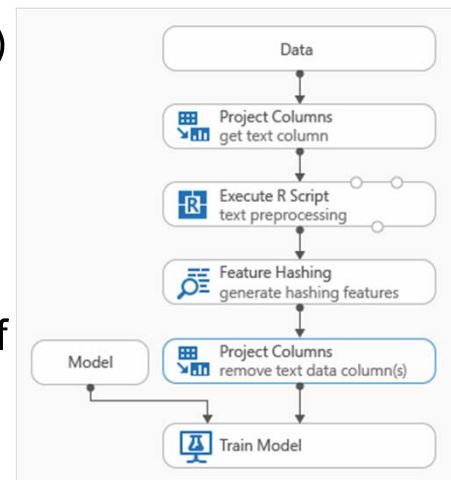 )
Data
Project Columns
get text column
Execute R Script
R
text preprocessing
Feature Hashing
generate hashing features
f
Model
Project Columns
remove text data column(s)
Train Model